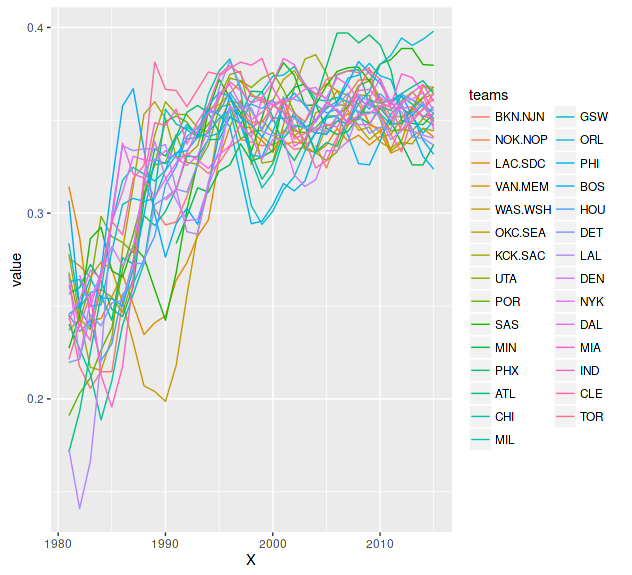 0.4
0.3
0.2
value
1980
1990
2000
2010
X
teams
BKN.NJN
NOK.NOP
LAC.SDC
VAN.MEM
WAS.WSH
OKC.SEA
KCK.SAC
UTA
POR
SAS
MIN
PHX
ATL
CHI
MIL
GSW
ORL
PHI
BOS
HOU
DET
LAL
DEN
NYK
DAL
MIA
IND
CLE
TOR